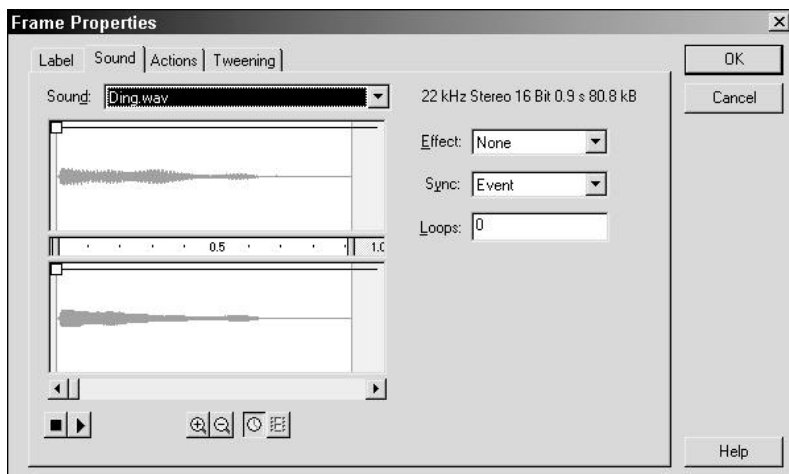 Frame Properties
Label Sound Actions Tweening
OK
Sound: Ding.wav
22 kHz Stereo 16 Bit 0.9 s 80.8 kB
Cancel
Effect: None
Sync: Event
Loops: 0
0.5 1.0
Help